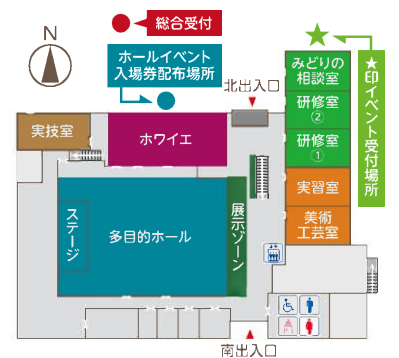 N
総合受付
ホールイベント
入場券配布場所
北出入口
★印イベント受付場所
みどりの
相談室
研修室
②
研修室
①
実技室
ホワイエ
実習室
美術
工芸室
ステージ
多目的ホール
展示ゾーン
南出入口